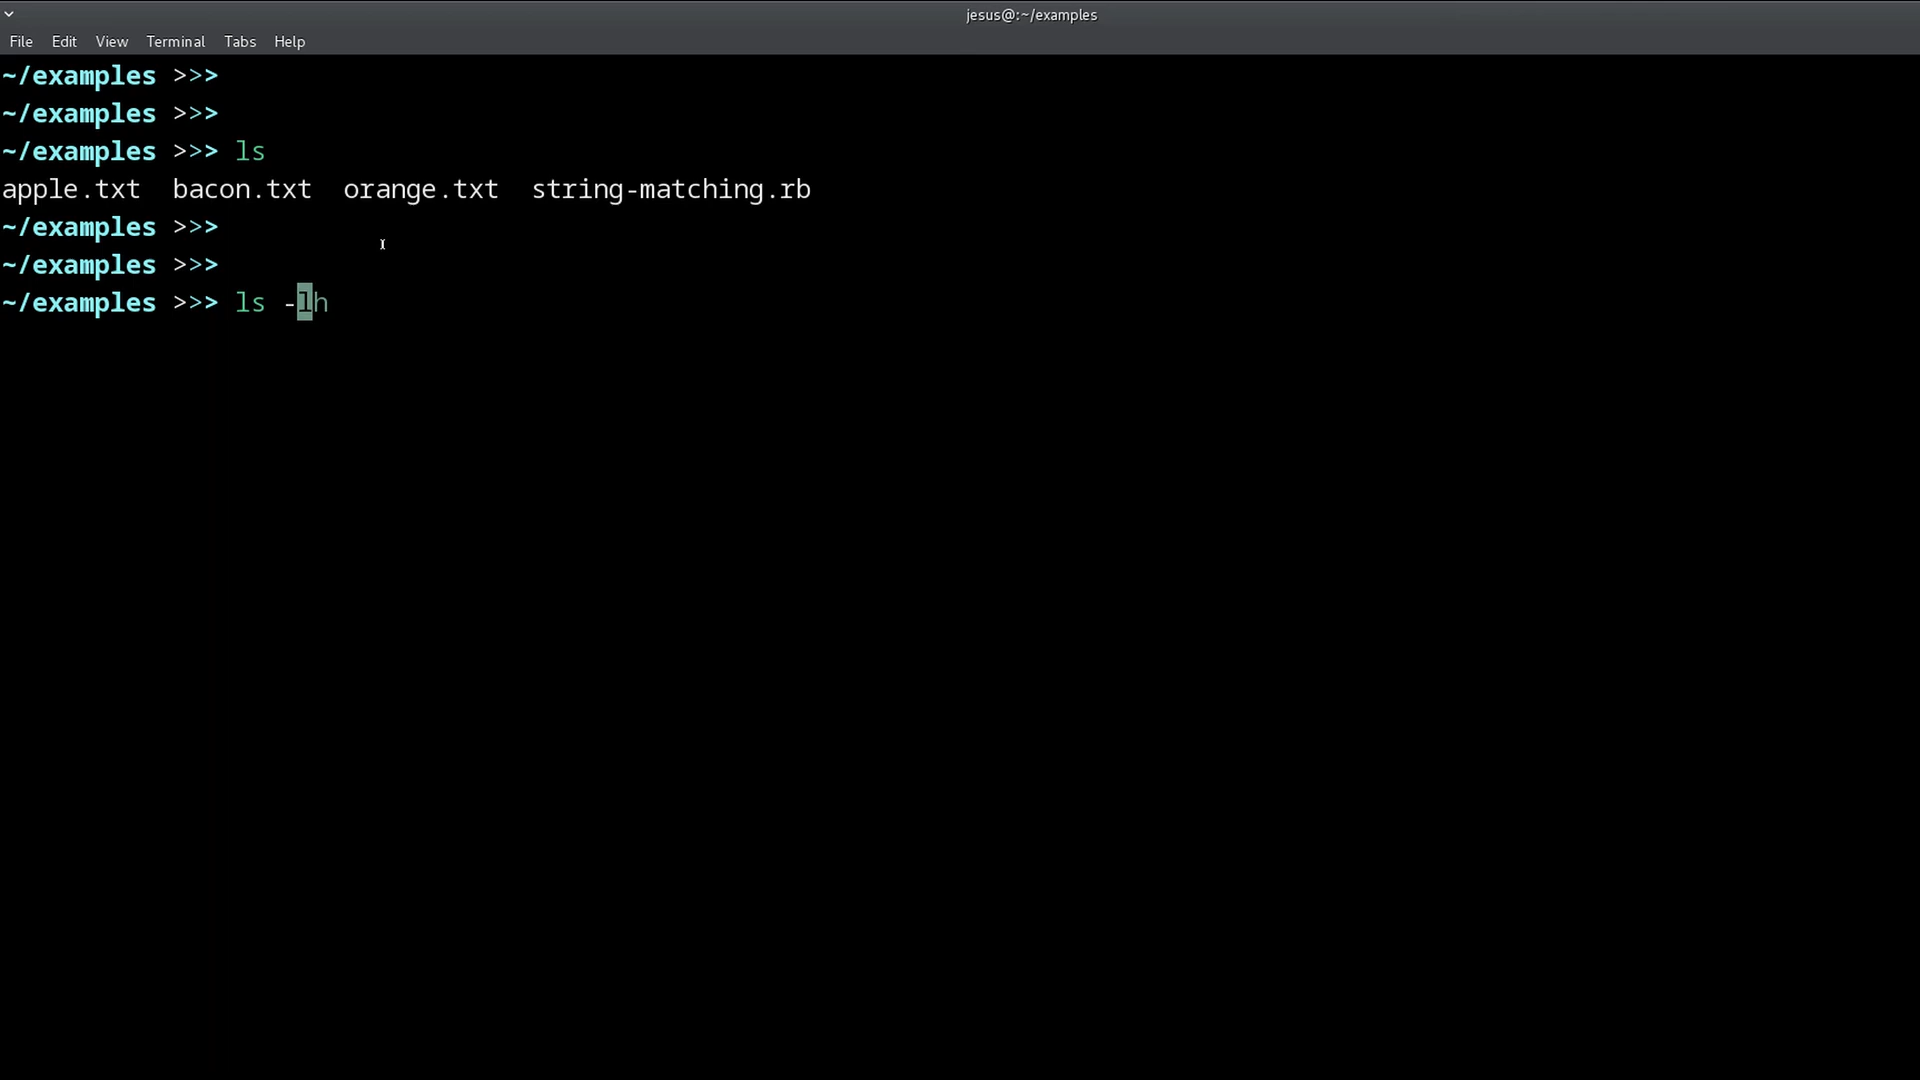 jesus@:~/examples
File Edit View Terminal Tabs Help
~/examples >>>
~/examples >>>
~/examples >>> ls
apple.txt bacon.txt orange.txt string-matching.rb
~/examples >>>
~/examples >>>
~/examples >>> ls -lh